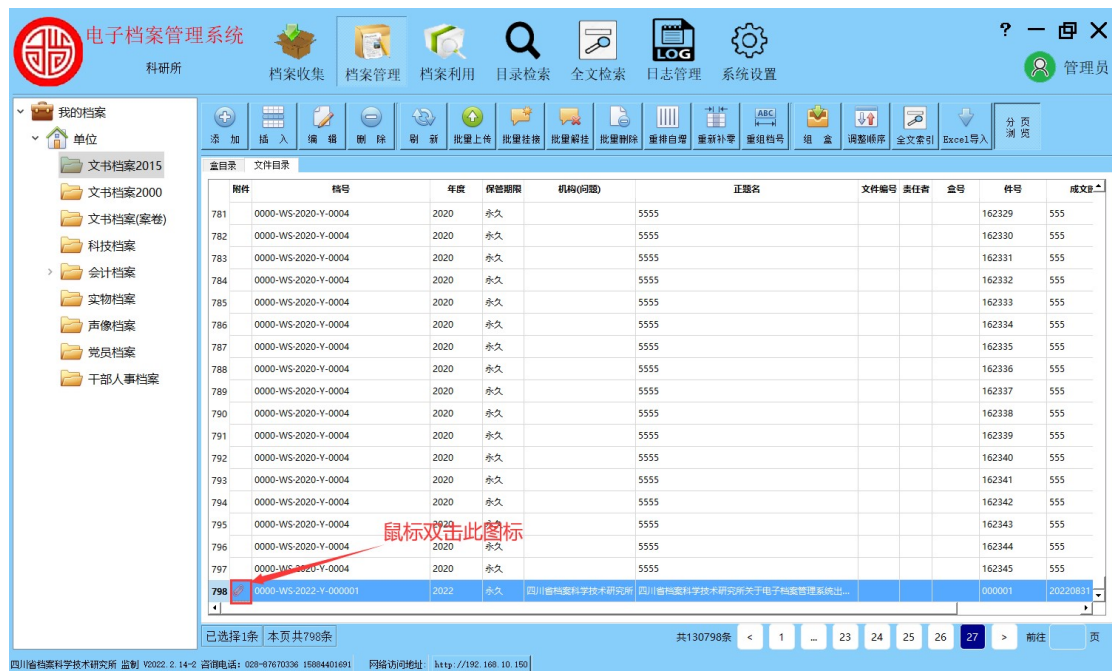 电子档案管理系统
科研所
档案收集 档案管理 档案利用 目录检索 全文检索 LOG 日志管理 系统设置
? 管理员
我的档案
单位
文书档案2015
文书档案2000
文书档案(案卷)
科技档案
会计档案
实物档案
声像档案
党员档案
干部人事档案
添加 插入 编辑 删除 刷新 批量上传 批量挂接 批量解挂 批量删除 重排自增 重新补零 ABC 重组档号 组盒 调整顺序 全文索引 Excel导入 分页浏览
盒目录 文件目录
附件 档号 年度 保管期限 机构(问题) 正题名 文件编号 责任者 盒号 件号
781 0000-WS-2020-Y-0004 2020 永久 5555 162329 555
782 0000-WS-2020-Y-0004 2020 永久 5555 162330 555
783 0000-WS-2020-Y-0004 2020 永久 5555 162331 555
784 0000-WS-2020-Y-0004 2020 永久 5555 162332 555
785 0000-WS-2020-Y-0004 2020 永久 5555 162333 555
786 0000-WS-2020-Y-0004 2020 永久 5555 162334 555
787 0000-WS-2020-Y-0004 2020 永久 5555 162335 555
788 0000-WS-2020-Y-0004 2020 永久 5555 162336 555
789 0000-WS-2020-Y-0004 2020 永久 5555 162337 555
790 0000-WS-2020-Y-0004 2020 永久 5555 162338 555
791 0000-WS-2020-Y-0004 2020 永久 5555 162339 555
792 0000-WS-2020-Y-0004 2020 永久 5555 162340 555
793 0000-WS-2020-Y-0004 2020 永久 5555 162341 555
794 0000-WS-2020-Y-0004 2020 永久 5555 162342 555
795 0000-WS-2020-Y-0004 2020 永久 5555 162343 555
鼠标双击此图标
796 0000-WS-2020-Y-0004 2020 永久 5555 162344 555
797 0000-WS-2020-Y-0004 2020 永久 5555 162345 555
798 0000-WS-2022-Y-000001 2022 永久 四川省档案科学技术研究所 四川省档案科学技术研究所关于电子档案管理系统出... 000001 20220831
已选择1条 本页共798条 共130798条 < 1 ... 23 24 25 26 27 > 前往 页
四川省档案科学技术研究所 监制 V2022.2.14-2 咨询电话: 028-87670336 15884401691 网络访问地址: http://192.168.10.150